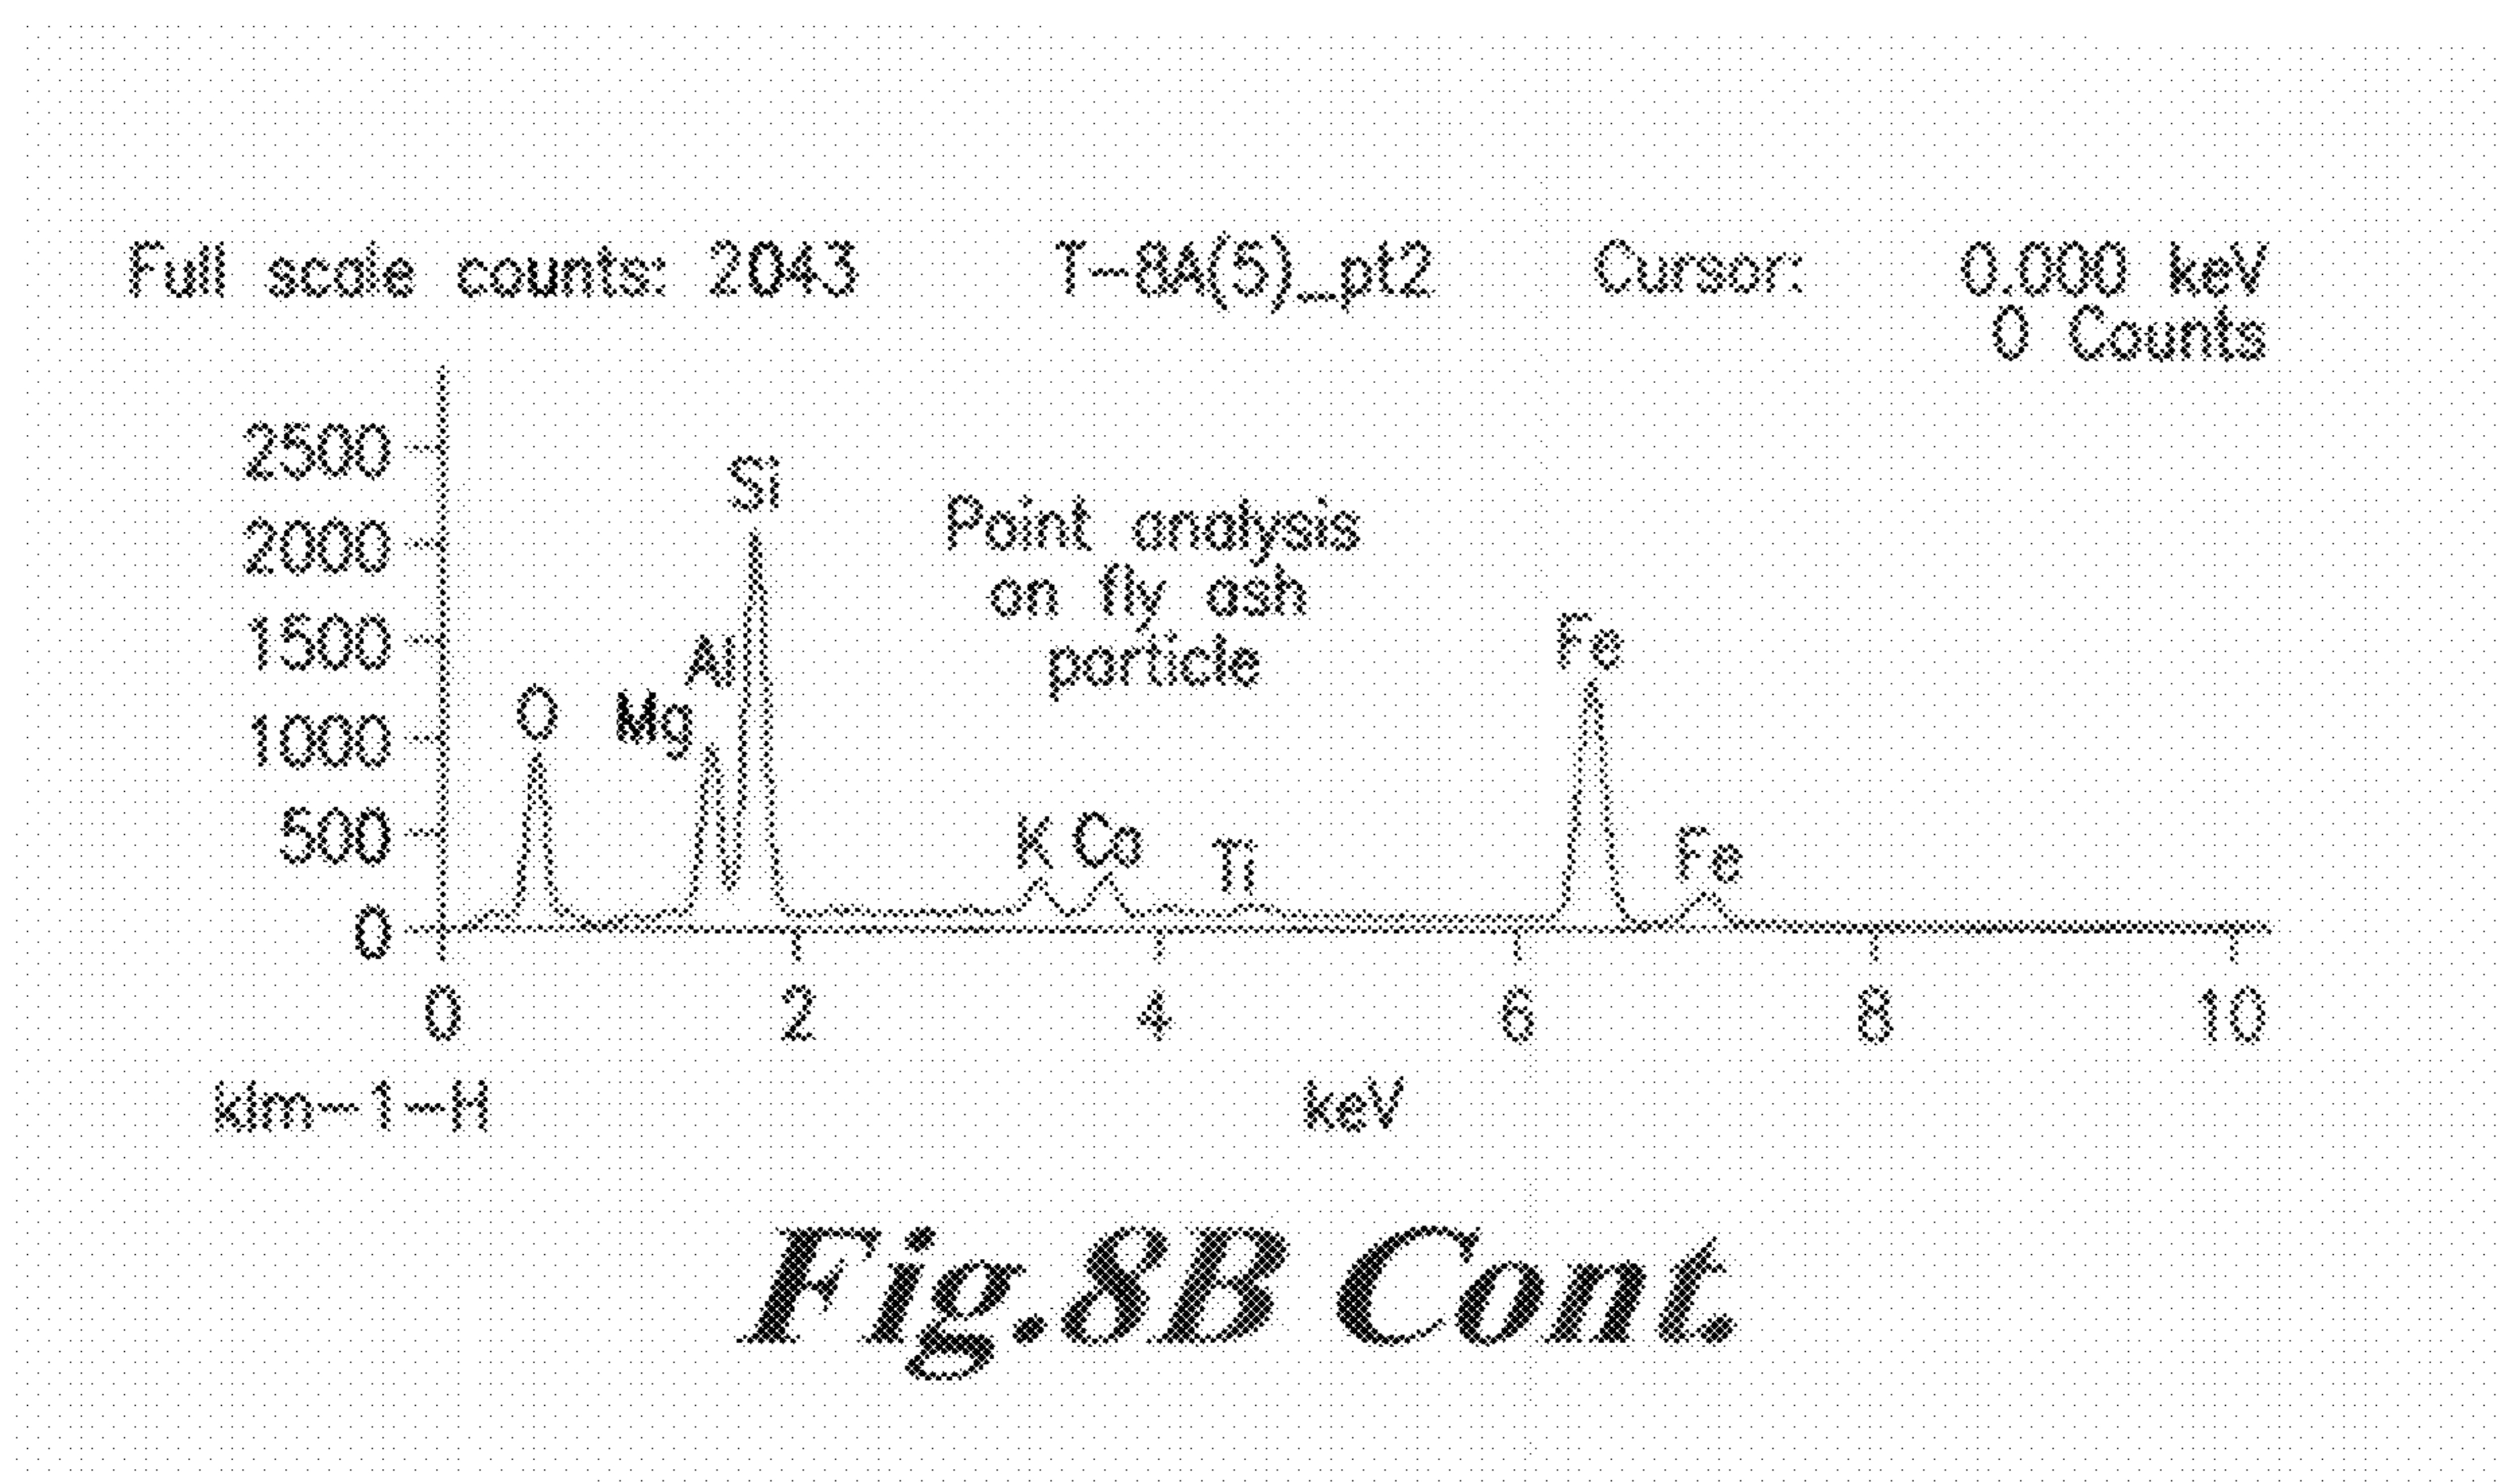 Full scale counts: 2043 T-8A(5)_pt2 Cursor: 0.000 keV
0 Counts
2500
2000
1500
1000
500
0
Si
Point analysis
on fly ash
particle
Al
Mg
O
K
Ca
Ti
Fe
Fe
0 2 4 6 8 10
klm-1-H keV
Fig.8B Cont.